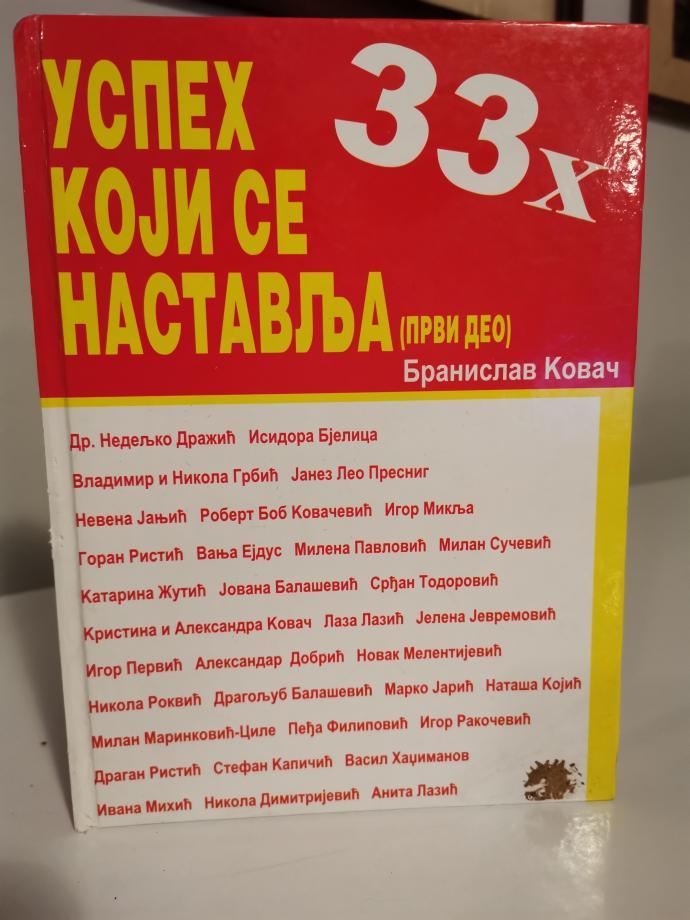 УСПЕХ
КОЈИ СЕ
НАСТАВЉА (ПРВИ ДЕО)
33x
Бранислав Ковач
Др. Недељко Дражић Исидора Бјелица
Владимир и Никола Грбић Јанез Лео Пресниг
Невена Јањић Роберт Боб Ковачевић Игор Микља
Горан Ристић Вања Ејдус Милена Павловић Милан Сучевић
Катарина Жутић Јована Балашевић Срђан Тодоровић
Кристина и Александра Ковач Лаза Лазић Јелена Јевремовић
Игор Первић Александар Добрић Новак Мелентијевић
Никола Роквић Драгољуб Балашевић Марко Јарић Наташа Којић
Милан Маринковић-Циле Пеђа Филиповић Игор Ракочевић
Драган Ристић Стефан Капичић Васил Хаџиманов
Ивана Михић Никола Димитријевић Анита Лазић